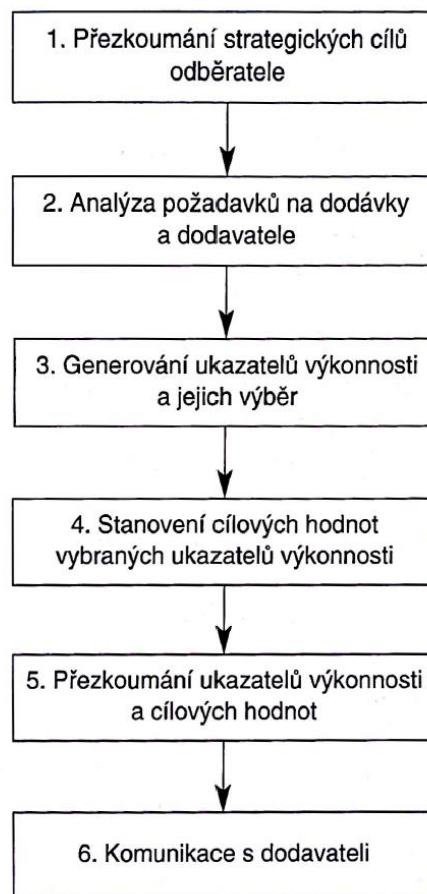 1. Přezkoumání strategických cílů
odběratele
2. Analýza požadavků na dodávky
a dodavatele
3. Generování ukazatelů výkonnosti
a jejich výběr
4. Stanovení cílových hodnot
vybraných ukazatelů výkonnosti
5. Přezkoumání ukazatelů výkonnosti
a cílových hodnot
6. Komunikace s dodavateli